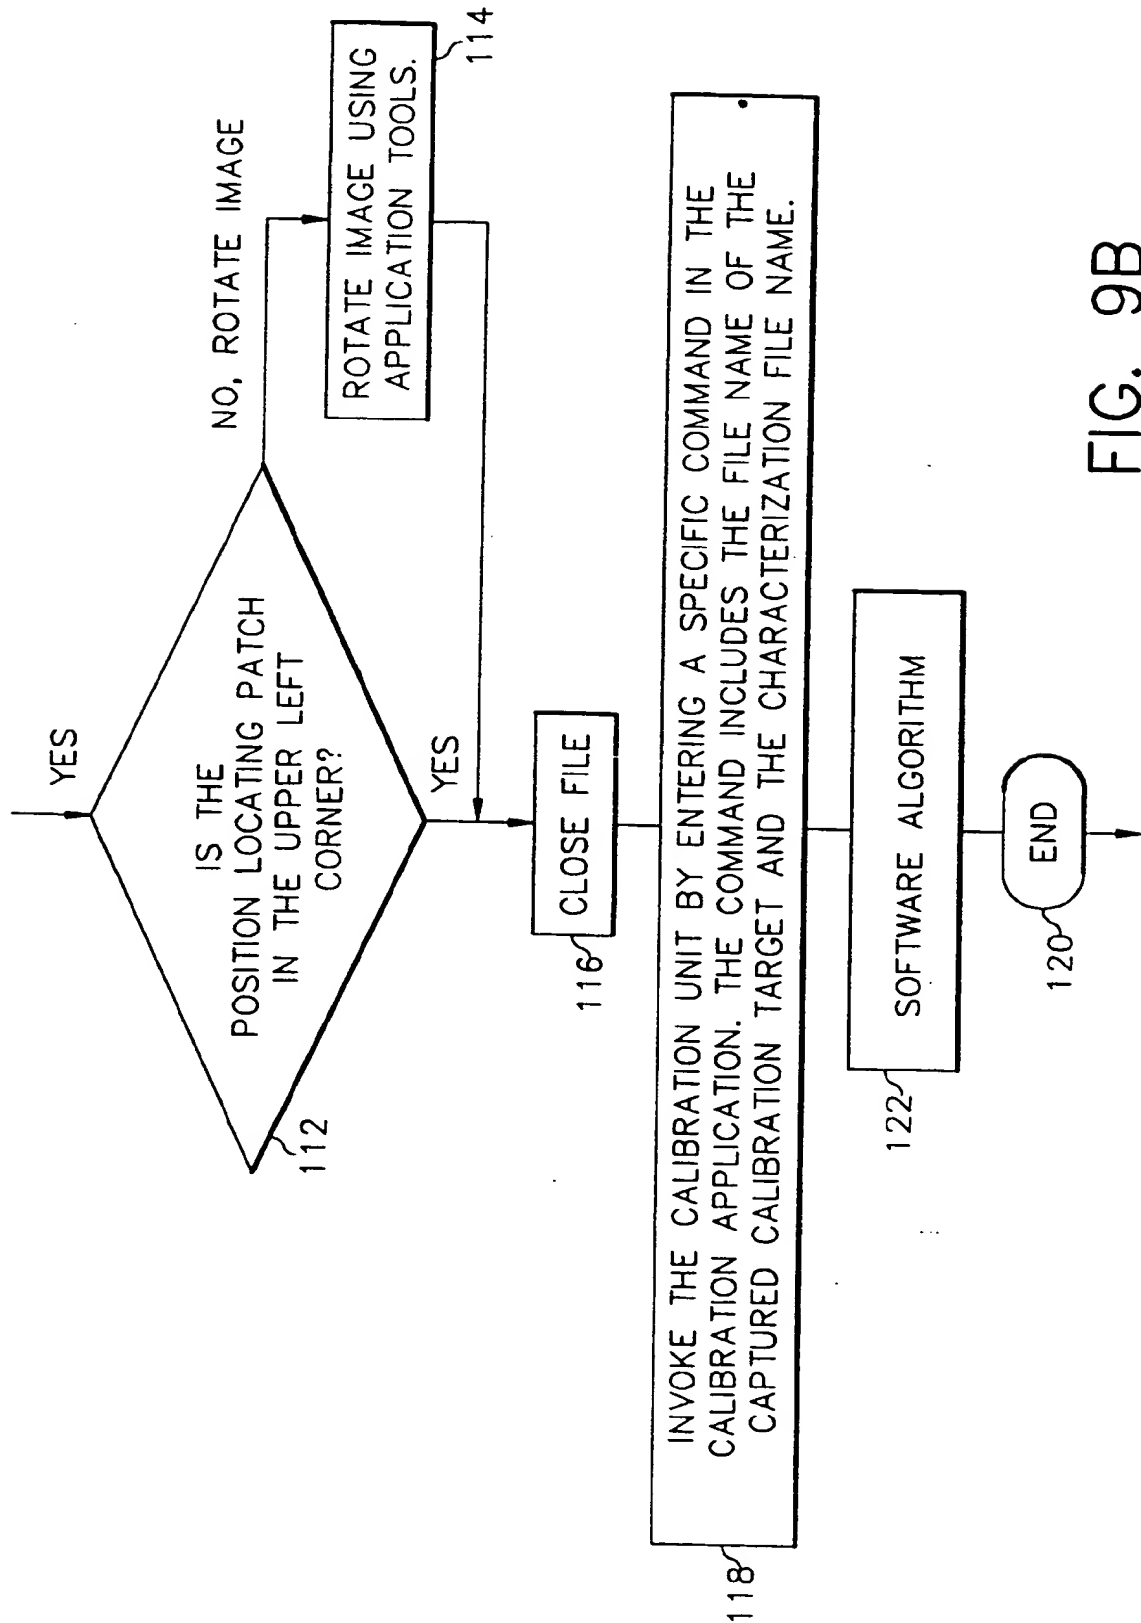 YES
IS THE
POSITION LOCATING PATCH
IN THE UPPER LEFT
CORNER?
112
NO, ROTATE IMAGE
ROTATE IMAGE USING
APPLICATION TOOLS.
114
YES
CLOSE FILE
116
INVOKE THE CALIBRATION UNIT BY ENTERING A SPECIFIC COMMAND IN THE
CALIBRATION APPLICATION. THE COMMAND INCLUDES THE FILE NAME OF THE
CAPTURED CALIBRATION TARGET AND THE CHARACTERIZATION FILE NAME.
118
SOFTWARE ALGORITHM
122
END
120
FIG. 9B